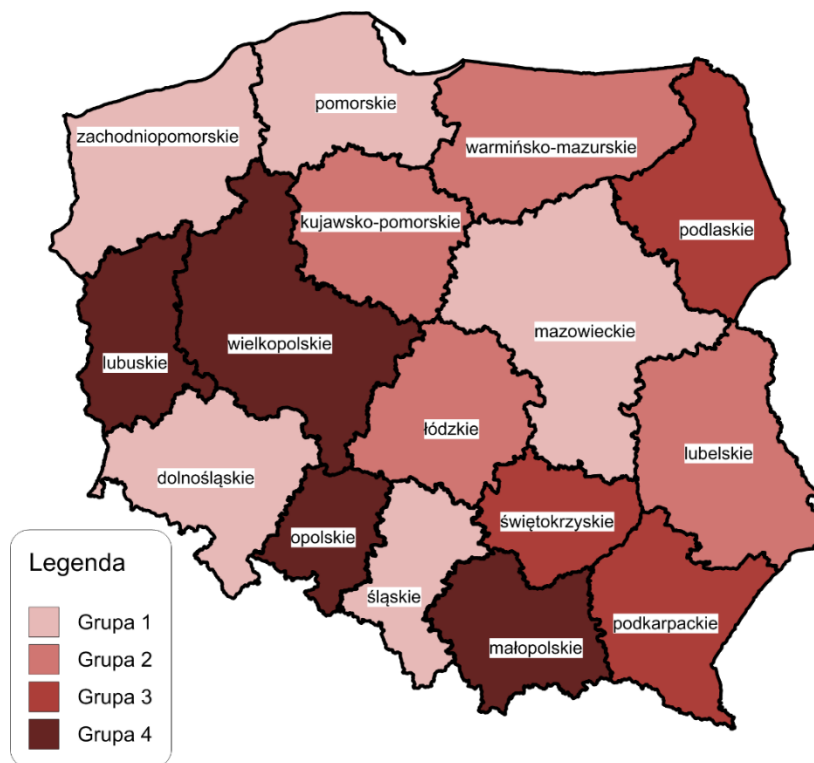 pomorskie
zachodniopomorskie
warmińsko-mazurskie
kujawsko-pomorskie
podlaskie
mazowieckie
wielkopolskie
lubuskie
łódzkie
lubelskie
dolnośląskie
świętokrzyskie
opolskie
śląskie
podkarpackie
małopolskie
Legenda
Grupa 1
Grupa 2
Grupa 3
Grupa 4